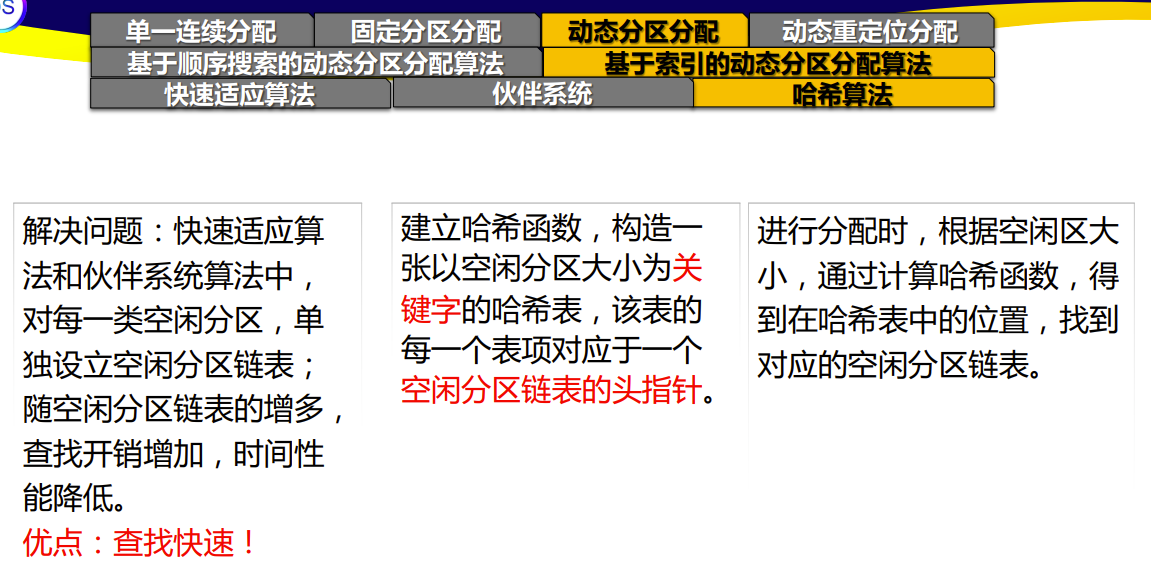 OS
单一连续分配 固定分区分配 动态分区分配 动态重定位分配
基于顺序搜索的动态分区分配算法 基于索引的动态分区分配算法
快速适应算法 伙伴系统 哈希算法
解决问题：快速适应算
法和伙伴系统算法中，
对每一类空闲分区，单
独设立空闲分区链表；
随空闲分区链表的增多，
查找开销增加，时间性
能降低。
优点：查找快速！
建立哈希函数，构造一
张以空闲分区大小为关
键字的哈希表，该表的
每一个表项对应于一个
空闲分区链表的头指针。
进行分配时，根据空闲区大
小，通过计算哈希函数，得
到在哈希表中的位置，找到
对应的空闲分区链表。